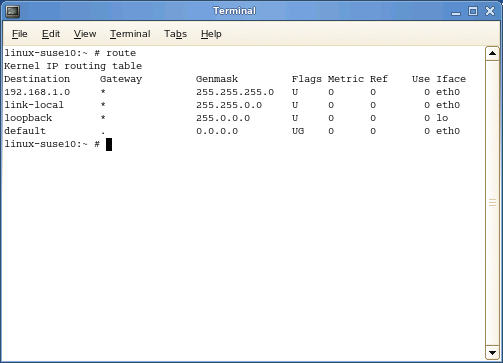 Terminal
File Edit View Terminal Tabs Help
linux-suse10:~ # route
Kernel IP routing table
Destination Gateway Genmask Flags Metric Ref Use Iface
192.168.1.0 * 255.255.255.0 U 0 0 0 eth0
link-local * 255.255.0.0 U 0 0 0 eth0
loopback * 255.0.0.0 U 0 0 0 lo
default . 0.0.0.0 UG 0 0 0 eth0
linux-suse10:~ #